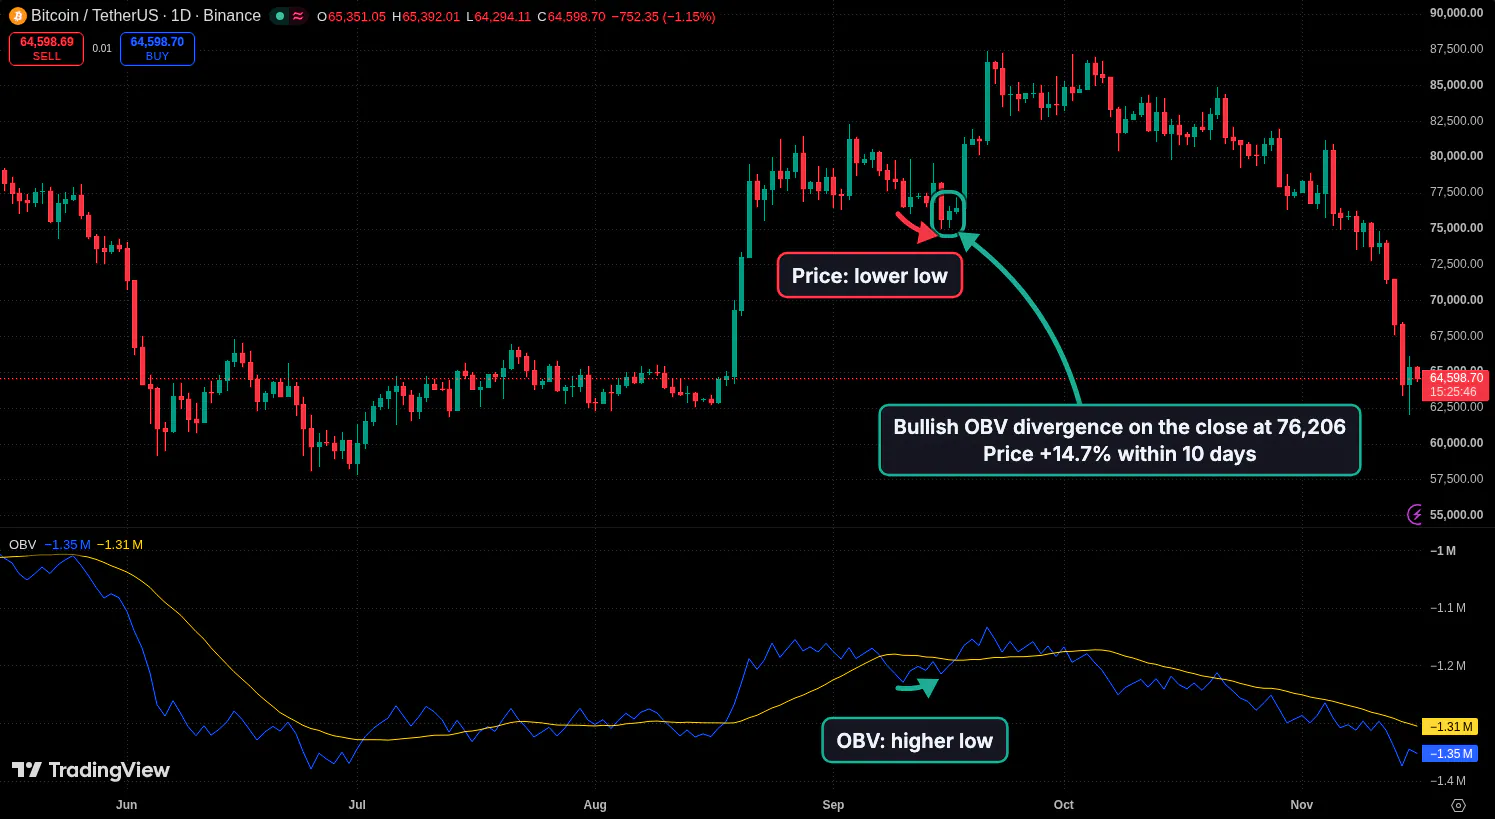 Bitcoin / TetherUS · 1D · Binance O65,351.05 H65,392.01 L64,294.11 C64,598.70 −752.35 (−1.15%)
64,598.69
SELL
0.01
64,598.70
BUY
90,000.00
87,500.00
85,000.00
82,500.00
80,000.00
77,500.00
75,000.00
72,500.00
70,000.00
67,500.00
65,000.00
64,598.70
15:25:46
62,500.00
60,000.00
57,500.00
55,000.00
Price: lower low
Bullish OBV divergence on the close at 76,206
Price +14.7% within 10 days
OBV −1.35 M −1.31 M
−1 M
−1.1 M
−1.2 M
−1.31 M
−1.35 M
−1.4 M
OBV: higher low
TradingView
Jun Jul Aug Sep Oct Nov